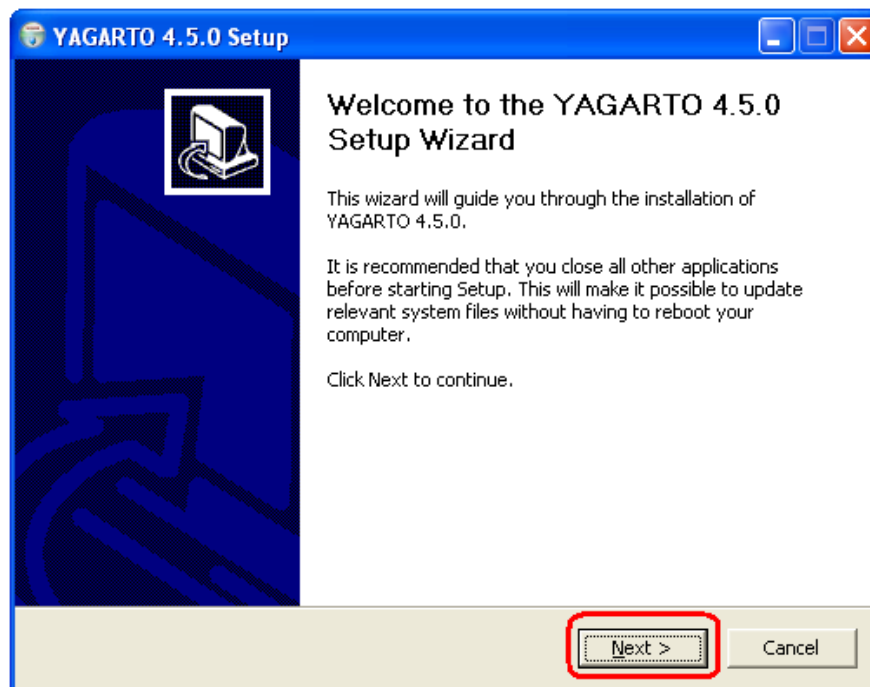 YAGARTO 4.5.0 Setup
Welcome to the YAGARTO 4.5.0
Setup Wizard
This wizard will guide you through the installation of
YAGARTO 4.5.0.
It is recommended that you close all other applications
before starting Setup. This will make it possible to update
relevant system files without having to reboot your
computer.
Click Next to continue.
Next > Cancel